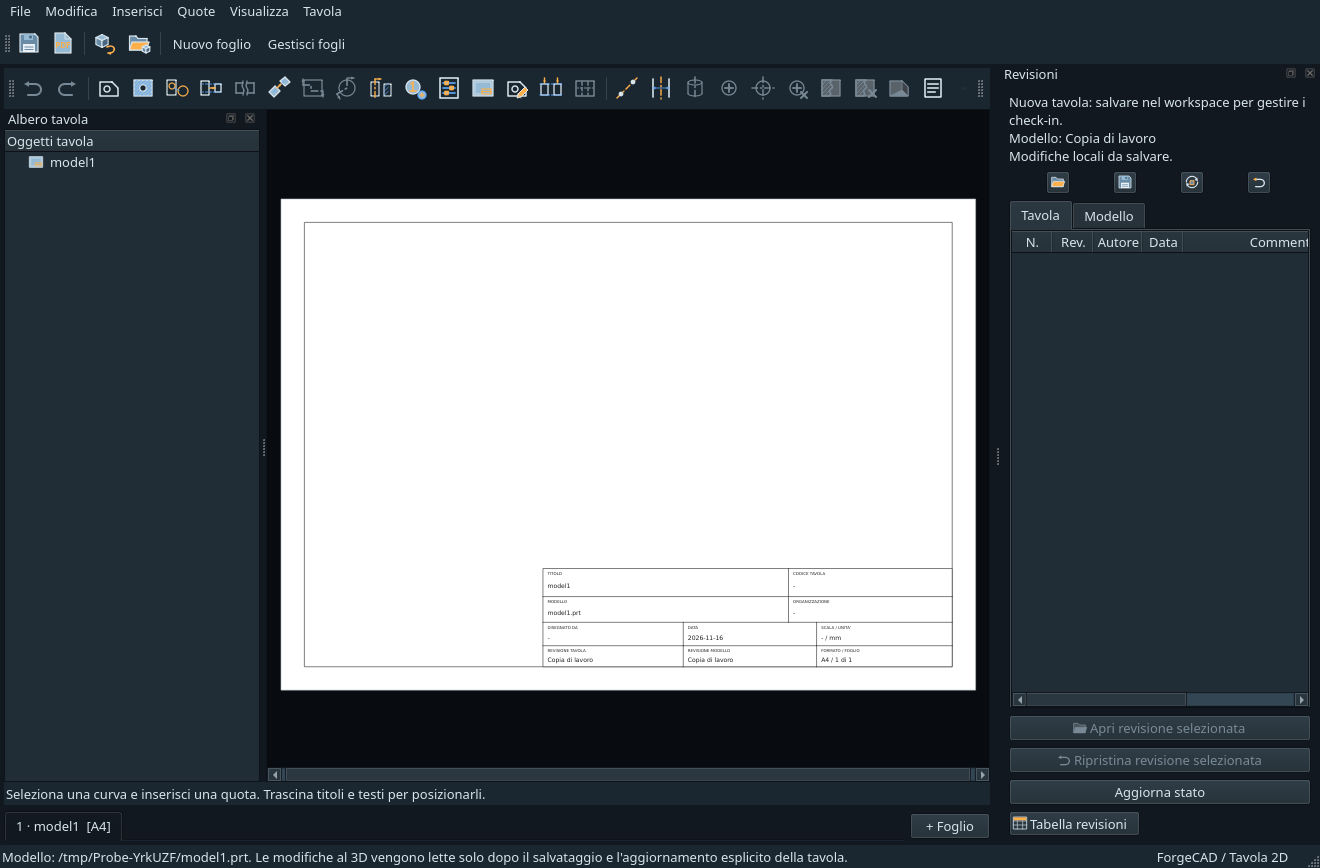 File Modifica Inserisci Quote Visualizza Tavola
Nuovo foglio Gestisci fogli
Albero tavola
Oggetti tavola
model1
TITOLO
model1
CODICE TAVOLA
-
MODELLO
model1.prt
ORGANIZZAZIONE
-
DISEGNATO DA
-
DATA
2026-11-16
SCALA / UNITA'
- / mm
REVISIONE TAVOLA
Copia di lavoro
REVISIONE MODELLO
Copia di lavoro
FORMATO / FOGLIO
A4 / 1 di 1
Seleziona una curva e inserisci una quota. Trascina titoli e testi per posizionarli.
1 · model1 [A4]
+ Foglio
Revisioni
Nuova tavola: salvare nel workspace per gestire i
check-in.
Modello: Copia di lavoro
Modifiche locali da salvare.
Tavola Modello
N. Rev. Autore Data Comment
Apri revisione selezionata
Ripristina revisione selezionata
Aggiorna stato
Tabella revisioni
Modello: /tmp/Probe-YrkUZF/model1.prt. Le modifiche al 3D vengono lette solo dopo il salvataggio e l'aggiornamento esplicito della tavola.
ForgeCAD / Tavola 2D